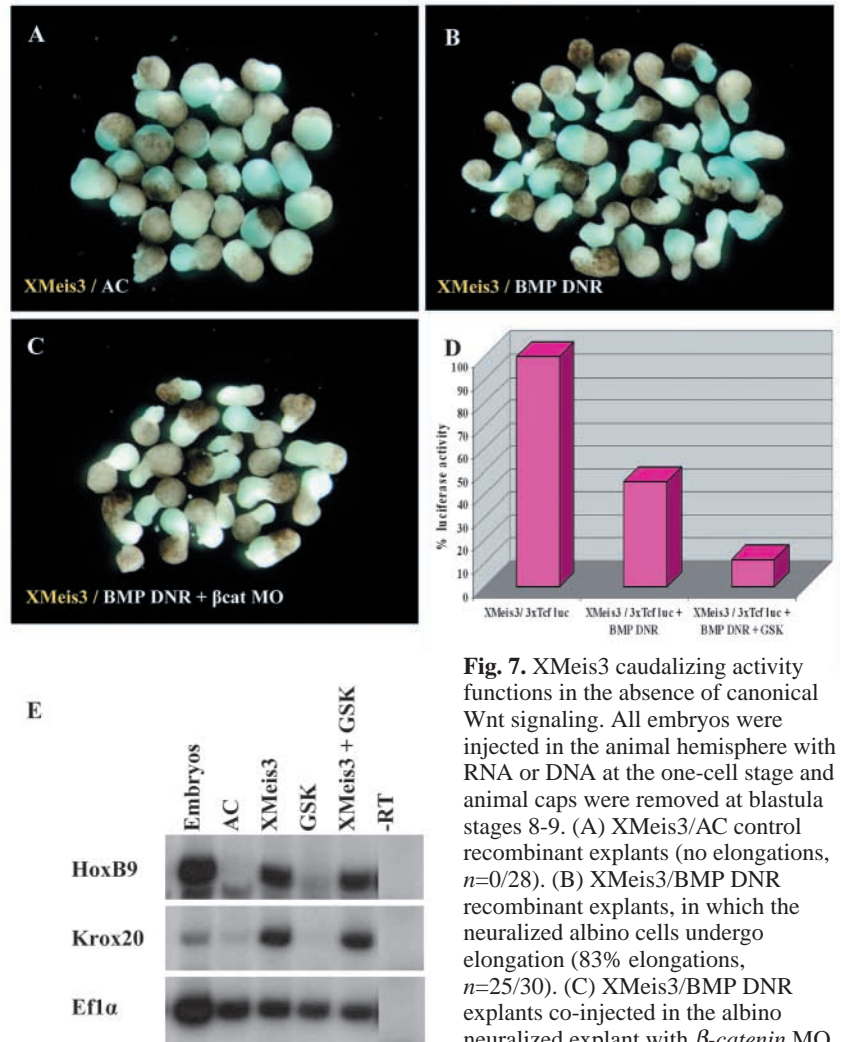 A
XMeis3 / AC
B
XMeis3 / BMP DNR
C
XMeis3 / BMP DNR + βcat MO
D
% luciferase activity
100
90
80
70
60
50
40
30
20
10
0
XMeis3/ 3xTcf luc
XMeis3 / 3xTcf luc +
BMP DNR
XMeis3 / 3xTcf luc +
BMP DNR + GSK
E
Embryos
AC
XMeis3
GSK
XMeis3 + GSK
-RT
HoxB9
Krox20
Ef1α
Fig. 7. XMeis3 caudalizing activity
functions in the absence of canonical
Wnt signaling. All embryos were
injected in the animal hemisphere with
RNA or DNA at the one-cell stage and
animal caps were removed at blastula
stages 8-9. (A) XMeis3/AC control
recombinant explants (no elongations,
n=0/28). (B) XMeis3/BMP DNR
recombinant explants, in which the
neuralized albino cells undergo
elongation (83% elongations,
n=25/30). (C) XMeis3/BMP DNR
explants co-injected in the albino
neuralized explant with β-catenin MO